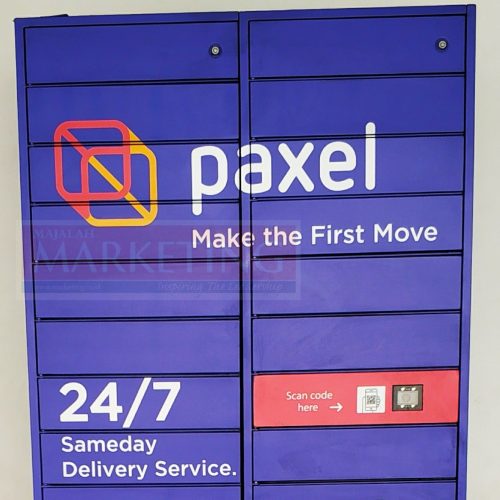 paxel
Make the First Move
MAJALAH
MARKETING
Inspiring The Leadership
24/7
Sameday
Delivery Service.
Scan code
here →